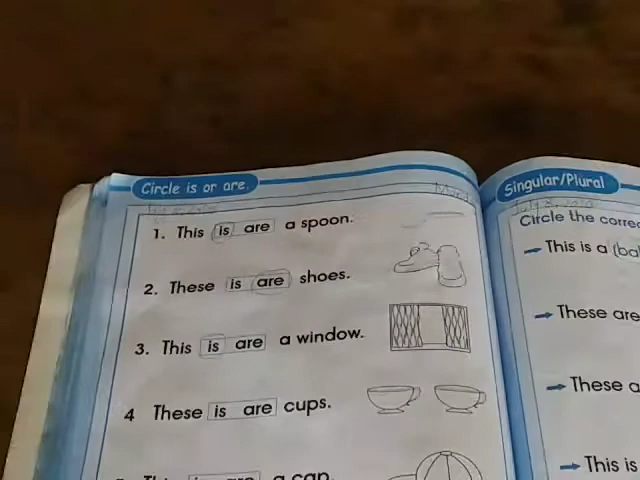 Circle is or are.
1. This is are a spoon.
2. These is are shoes.
3. This is are a window.
4 These is are cups.
a cap.
Singular/Plural
Circle the
This is a
These are
These
This is